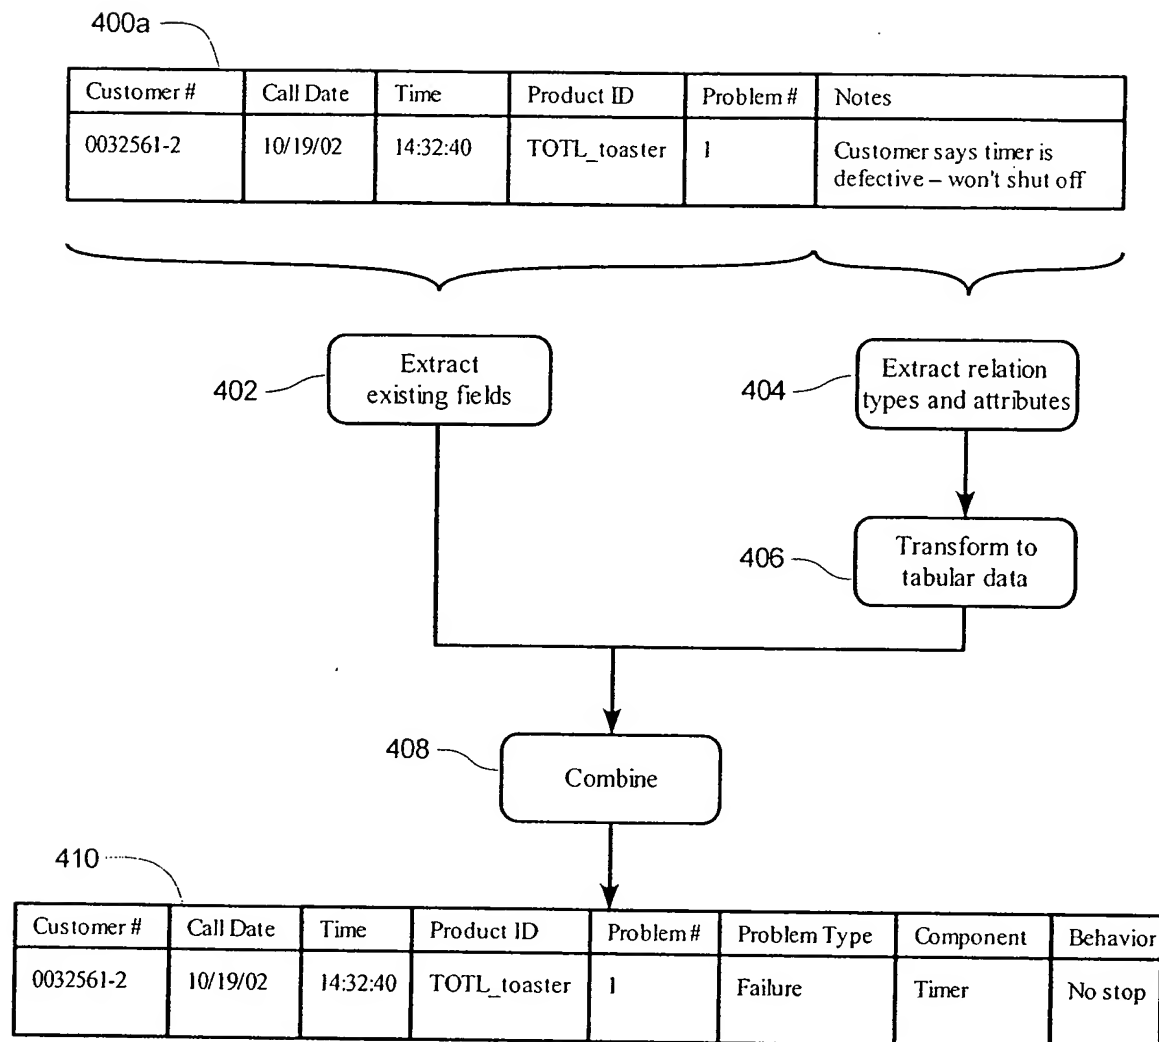 400a
Customer # Call Date Time Product ID Problem # Notes
0032561-2 10/19/02 14:32:40 TOTL_toaster 1 Customer says timer is
defective – won't shut off
402
Extract
existing fields
404
Extract relation
types and attributes
406
Transform to
tabular data
408
Combine
410
Customer # Call Date Time Product ID Problem # Problem Type Component Behavior
0032561-2 10/19/02 14:32:40 TOTL_toaster 1 Failure Timer No stop